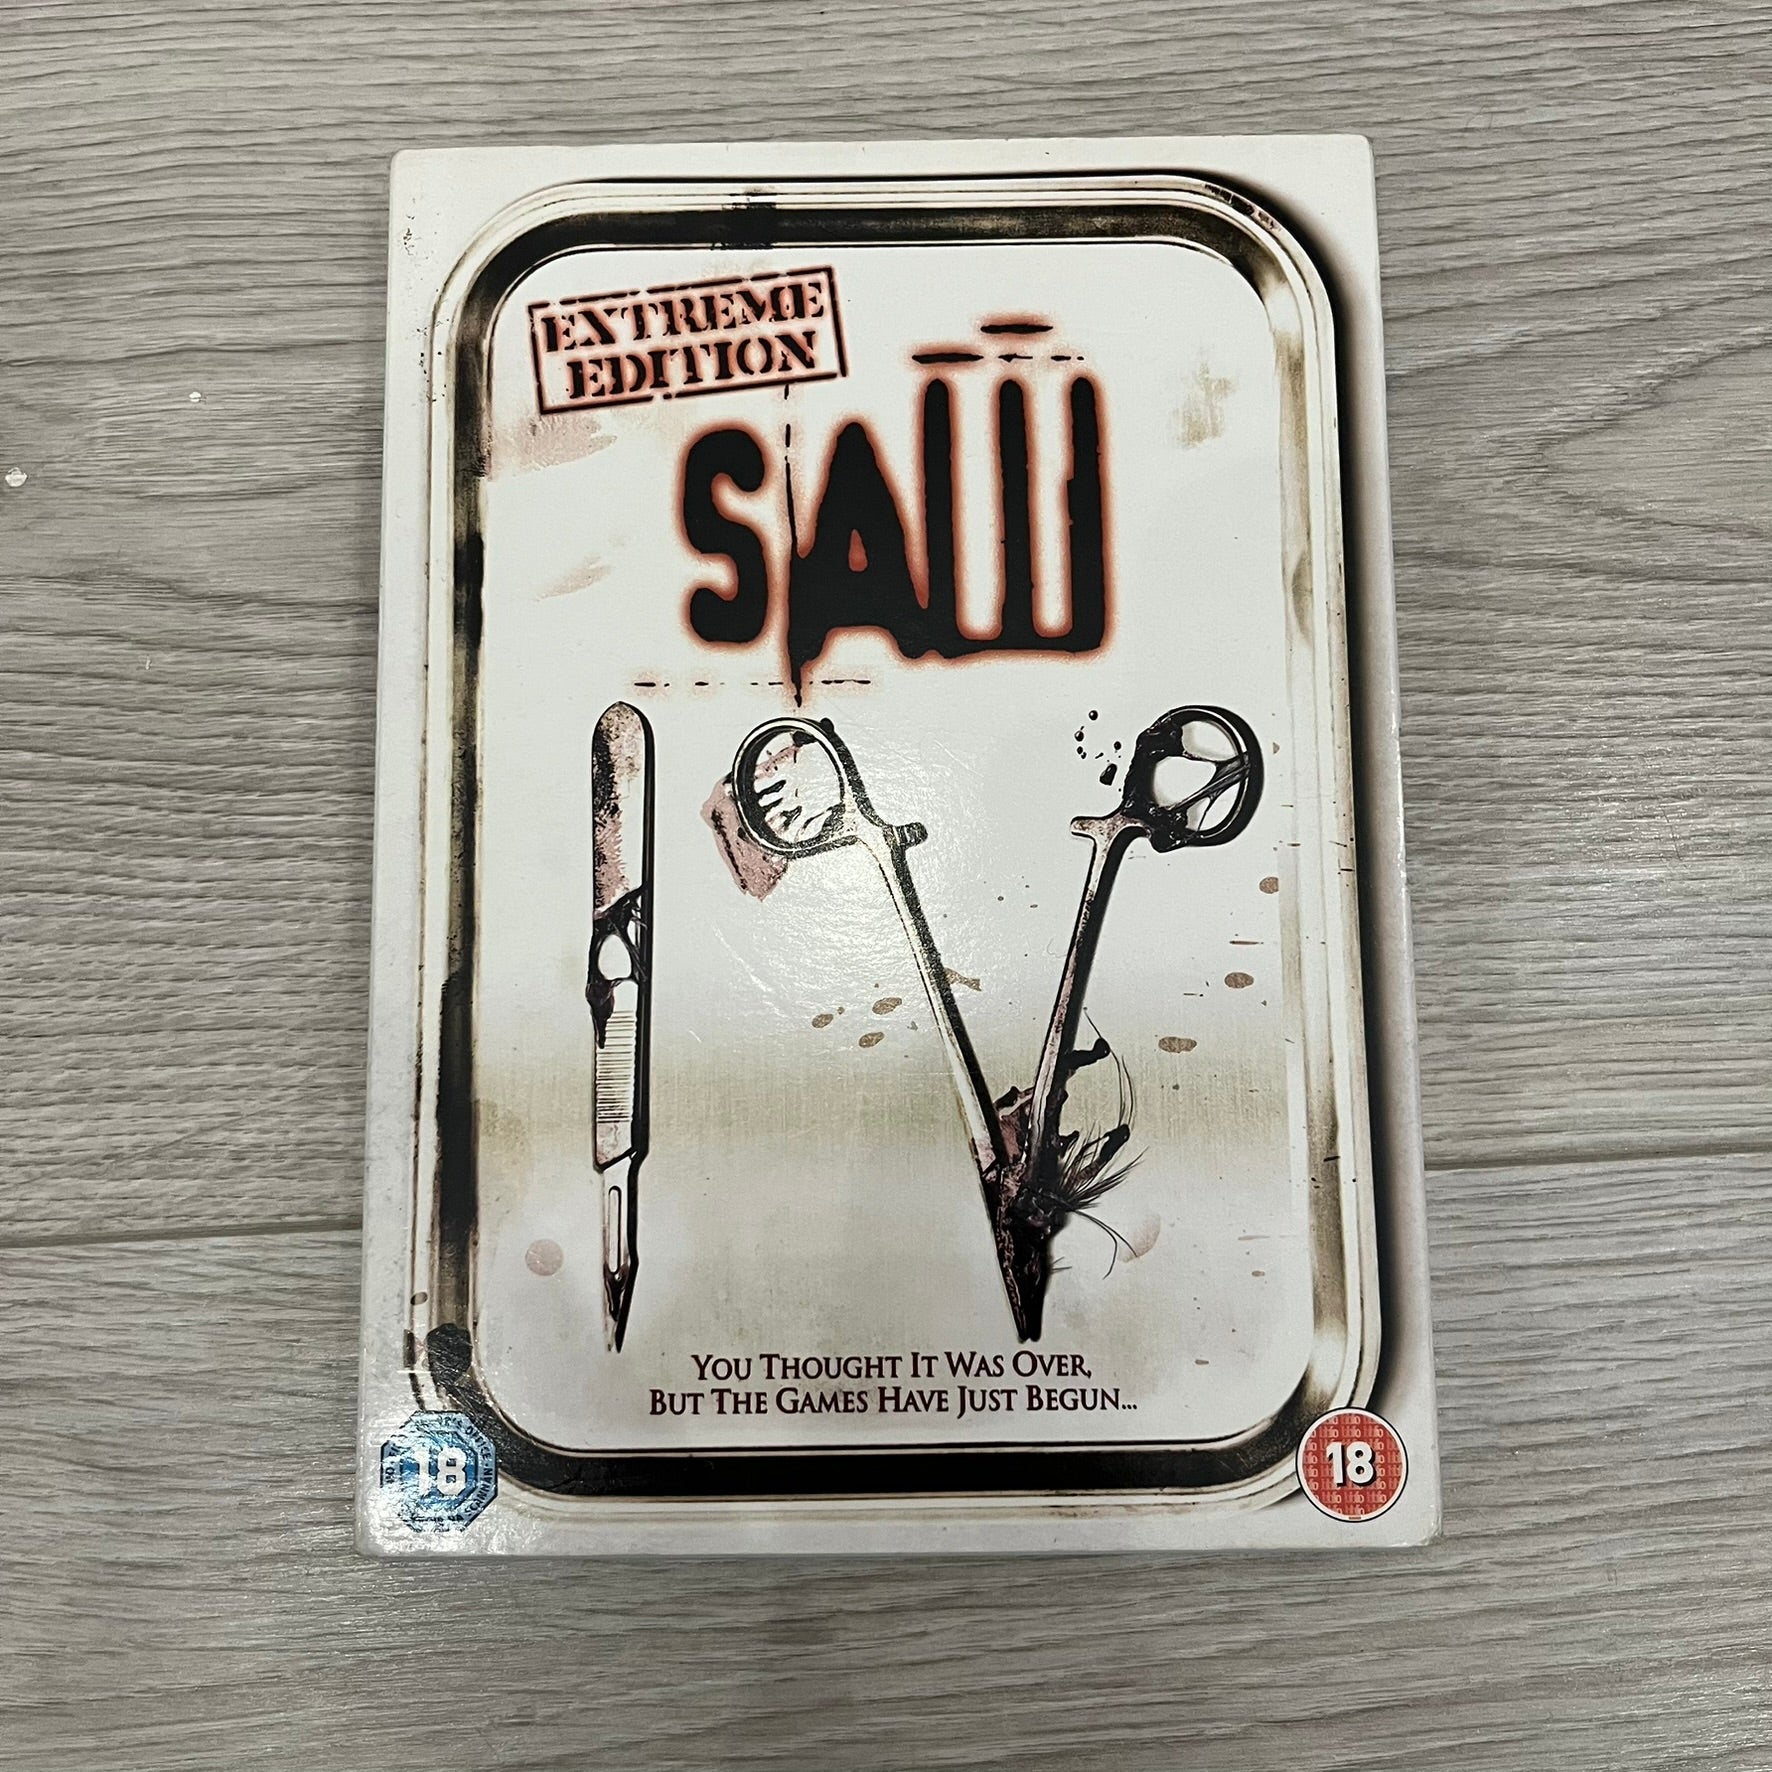 EXTREME
EDITION
SAW
IV
YOU THOUGHT IT WAS OVER,
BUT THE GAMES HAVE JUST BEGUN...
18
18